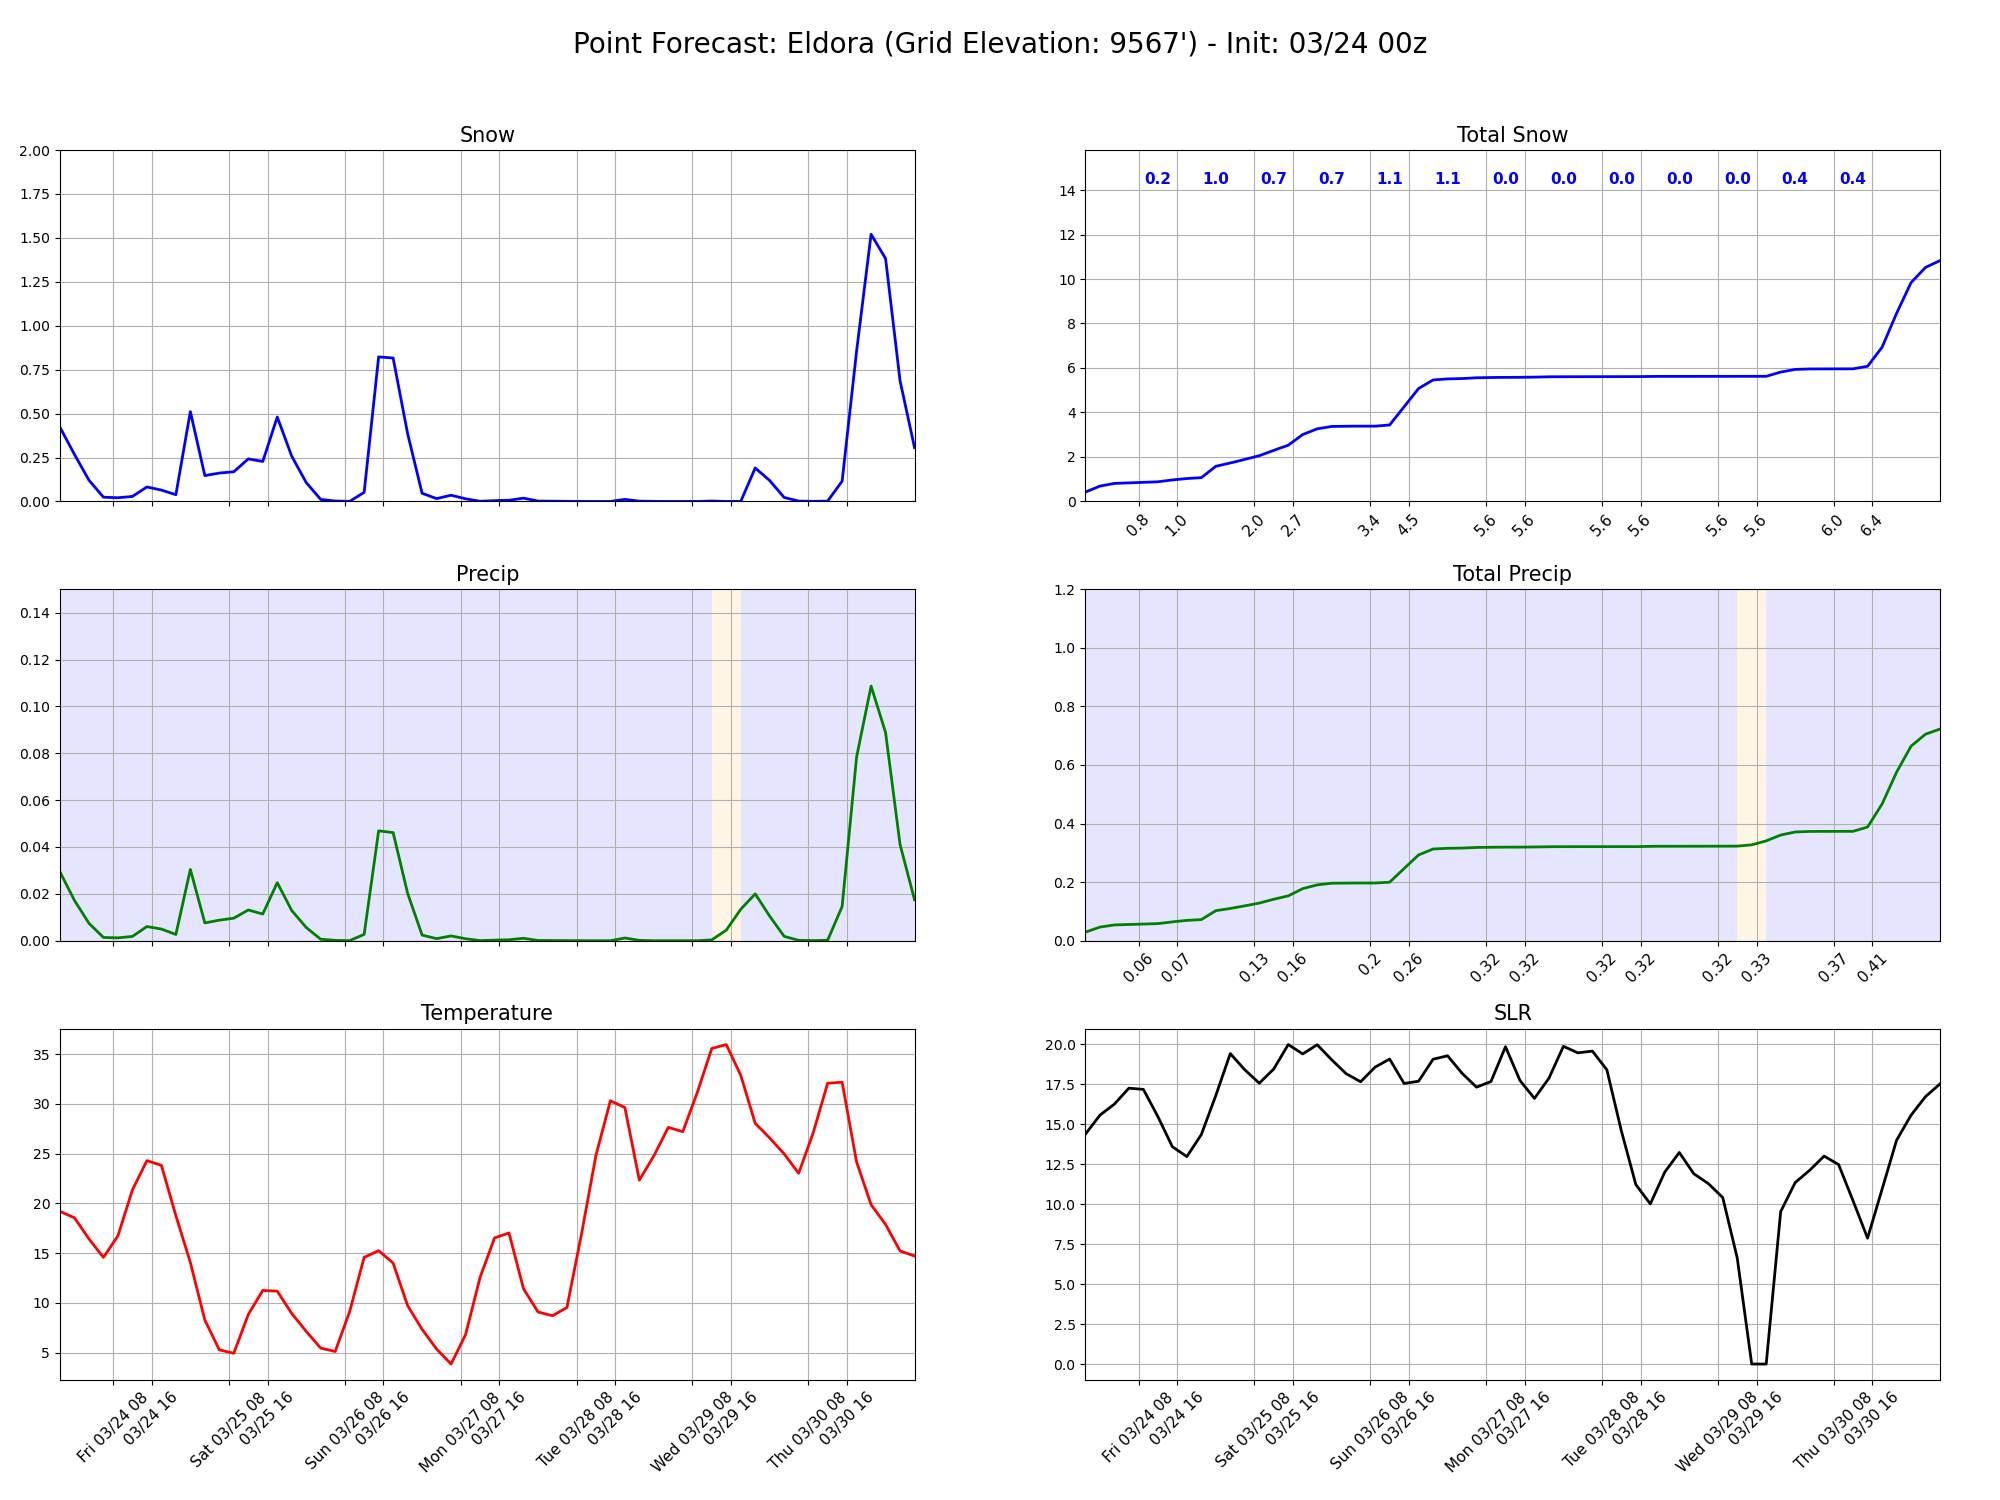 Point Forecast: Eldora (Grid Elevation: 9567') - Init: 03/24 00z
Snow
2.00
1.75
1.50
1.25
1.00
0.75
0.50
0.25
0.00
Total Snow
0.2 1.0 0.7 0.7 1.1 1.1 0.0 0.0 0.0 0.0 0.0 0.4 0.4
14
12
10
8
6
4
2
0
0.8 1.0 2.0 2.7 3.4 4.5 5.6 5.6 5.6 5.6 5.6 5.6 6.0 6.4
Precip
0.14
0.12
0.10
0.08
0.06
0.04
0.02
0.00
Total Precip
1.2
1.0
0.8
0.6
0.4
0.2
0.0
0.06 0.07 0.13 0.16 0.2 0.26 0.32 0.32 0.32 0.32 0.32 0.33 0.37 0.41
Temperature
35
30
25
20
15
10
5
Fri 03/24 08
03/24 16
Sat 03/25 08
03/25 16
Sun 03/26 08
03/26 16
Mon 03/27 08
03/27 16
Tue 03/28 08
03/28 16
Wed 03/29 08
03/29 16
Thu 03/30 08
03/30 16
SLR
20.0
17.5
15.0
12.5
10.0
7.5
5.0
2.5
0.0
Fri 03/24 08
03/24 16
Sat 03/25 08
03/25 16
Sun 03/26 08
03/26 16
Mon 03/27 08
03/27 16
Tue 03/28 08
03/28 16
Wed 03/29 08
03/29 16
Thu 03/30 08
03/30 16